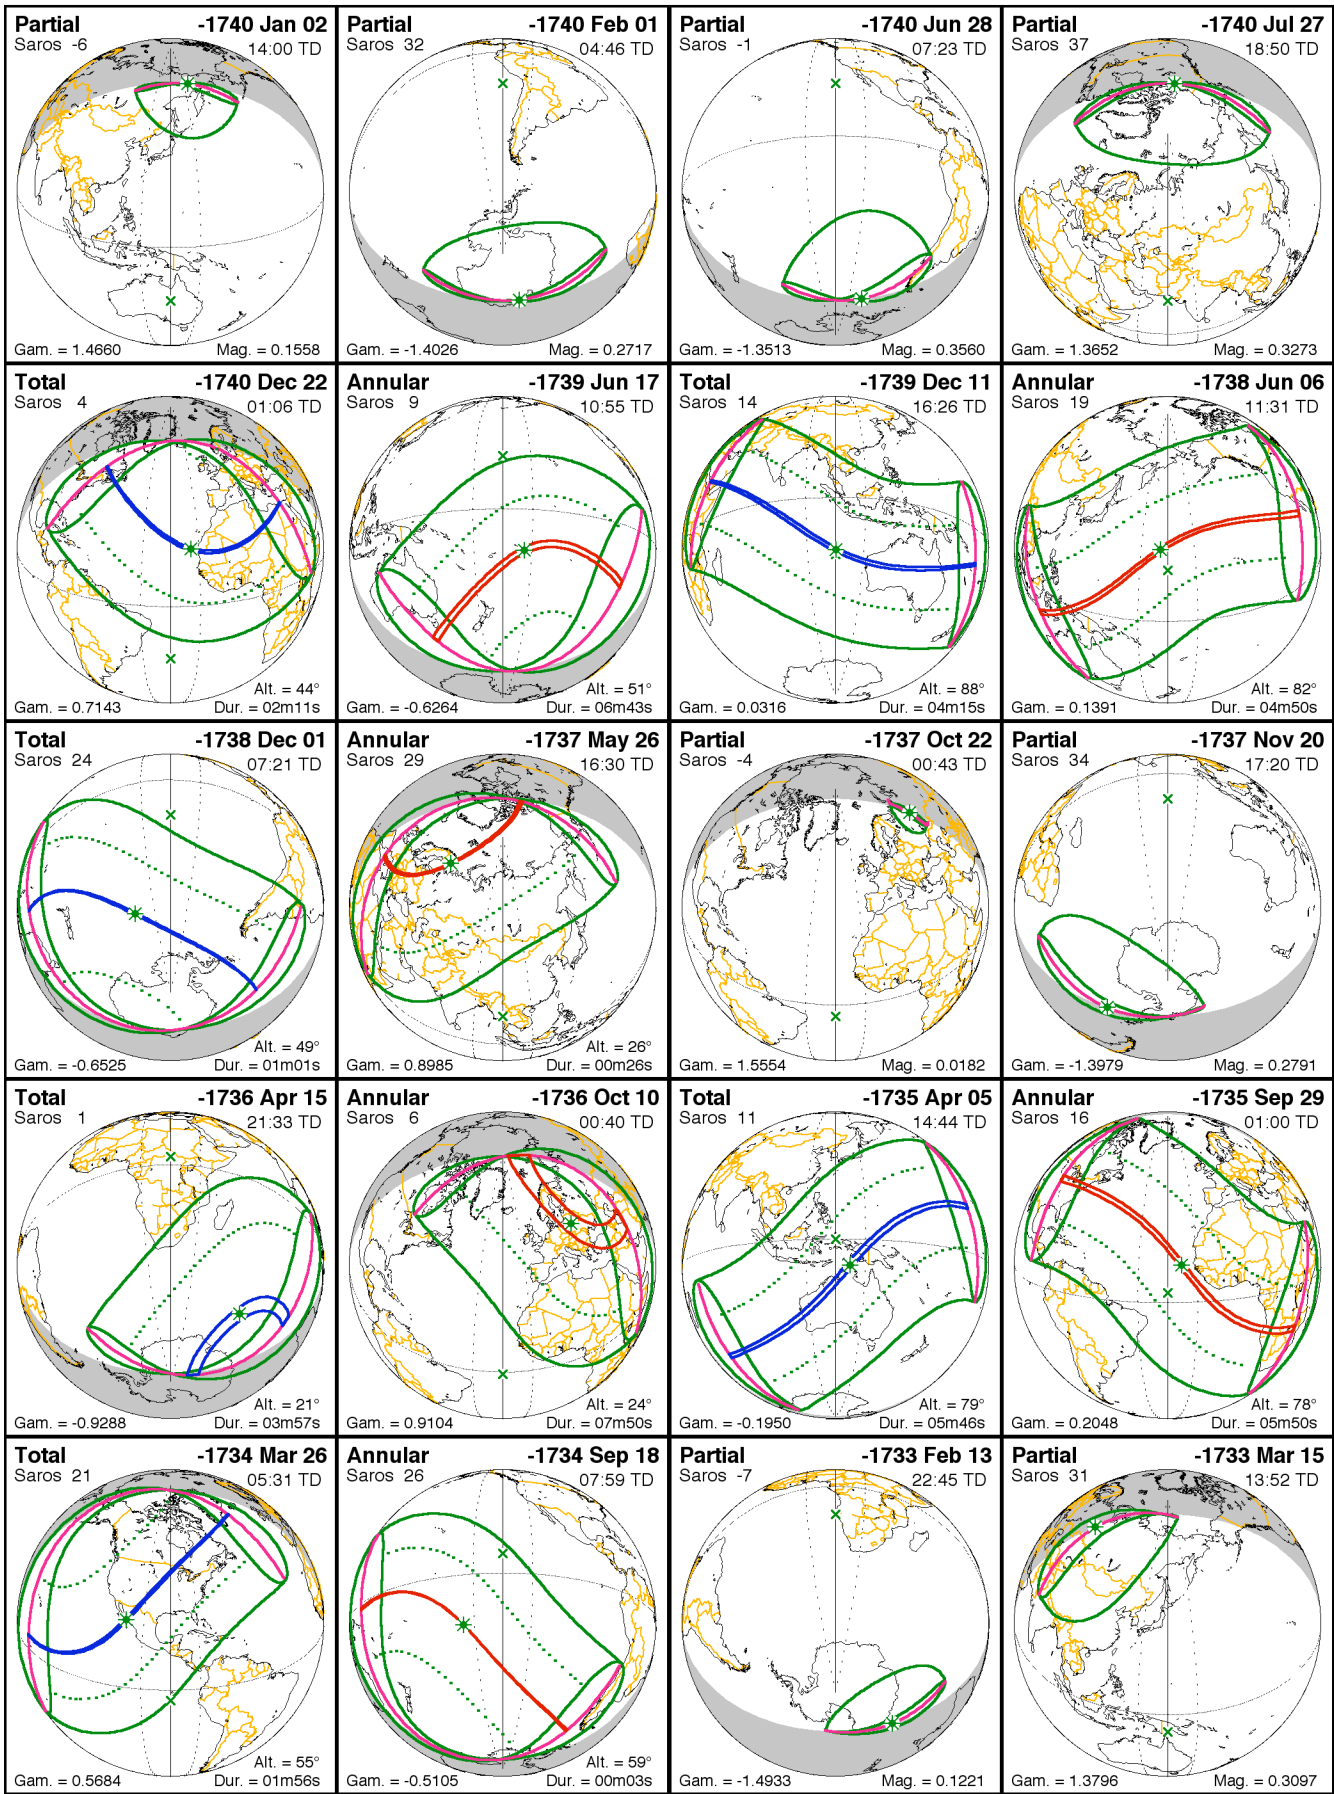 Partial -1740 Jan 02
Saros -6 14:00 TD
Gam. = 1.4660 Mag. = 0.1558
Partial -1740 Feb 01
Saros 32 04:46 TD
Gam. = -1.4026 Mag. = 0.2717
Partial -1740 Jun 28
Saros -1 07:23 TD
Gam. = -1.3513 Mag. = 0.3560
Partial -1740 Jul 27
Saros 37 18:50 TD
Gam. = 1.3652 Mag. = 0.3273
Total -1740 Dec 22
Saros 4 01:06 TD
Alt. = 44°
Gam. = 0.7143 Dur. = 02m11s
Annular -1739 Jun 17
Saros 9 10:55 TD
Alt. = 51°
Gam. = -0.6264 Dur. = 06m43s
Total -1739 Dec 11
Saros 14 16:26 TD
Alt. = 88°
Gam. = 0.0316 Dur. = 04m15s
Annular -1738 Jun 06
Saros 19 11:31 TD
Alt. = 82°
Gam. = 0.1391 Dur. = 04m50s
Total -1738 Dec 01
Saros 24 07:21 TD
Alt. = 49°
Gam. = -0.6525 Dur. = 01m01s
Annular -1737 May 26
Saros 29 16:30 TD
Alt. = 26°
Gam. = 0.8985 Dur. = 00m26s
Partial -1737 Oct 22
Saros -4 00:43 TD
Gam. = 1.5554 Mag. = 0.0182
Partial -1737 Nov 20
Saros 34 17:20 TD
Gam. = -1.3979 Mag. = 0.2791
Total -1736 Apr 15
Saros 1 21:33 TD
Alt. = 21°
Gam. = -0.9288 Dur. = 03m57s
Annular -1736 Oct 10
Saros 6 00:40 TD
Alt. = 24°
Gam. = 0.9104 Dur. = 07m50s
Total -1735 Apr 05
Saros 11 14:44 TD
Alt. = 79°
Gam. = -0.1950 Dur. = 05m46s
Annular -1735 Sep 29
Saros 16 01:00 TD
Alt. = 78°
Gam. = 0.2048 Dur. = 05m50s
Total -1734 Mar 26
Saros 21 05:31 TD
Alt. = 55°
Gam. = 0.5684 Dur. = 01m56s
Annular -1734 Sep 18
Saros 26 07:59 TD
Alt. = 59°
Gam. = -0.5105 Dur. = 00m03s
Partial -1733 Feb 13
Saros -7 22:45 TD
Gam. = -1.4933 Mag. = 0.1221
Partial -1733 Mar 15
Saros 31 13:52 TD
Gam. = 1.3796 Mag. = 0.3097